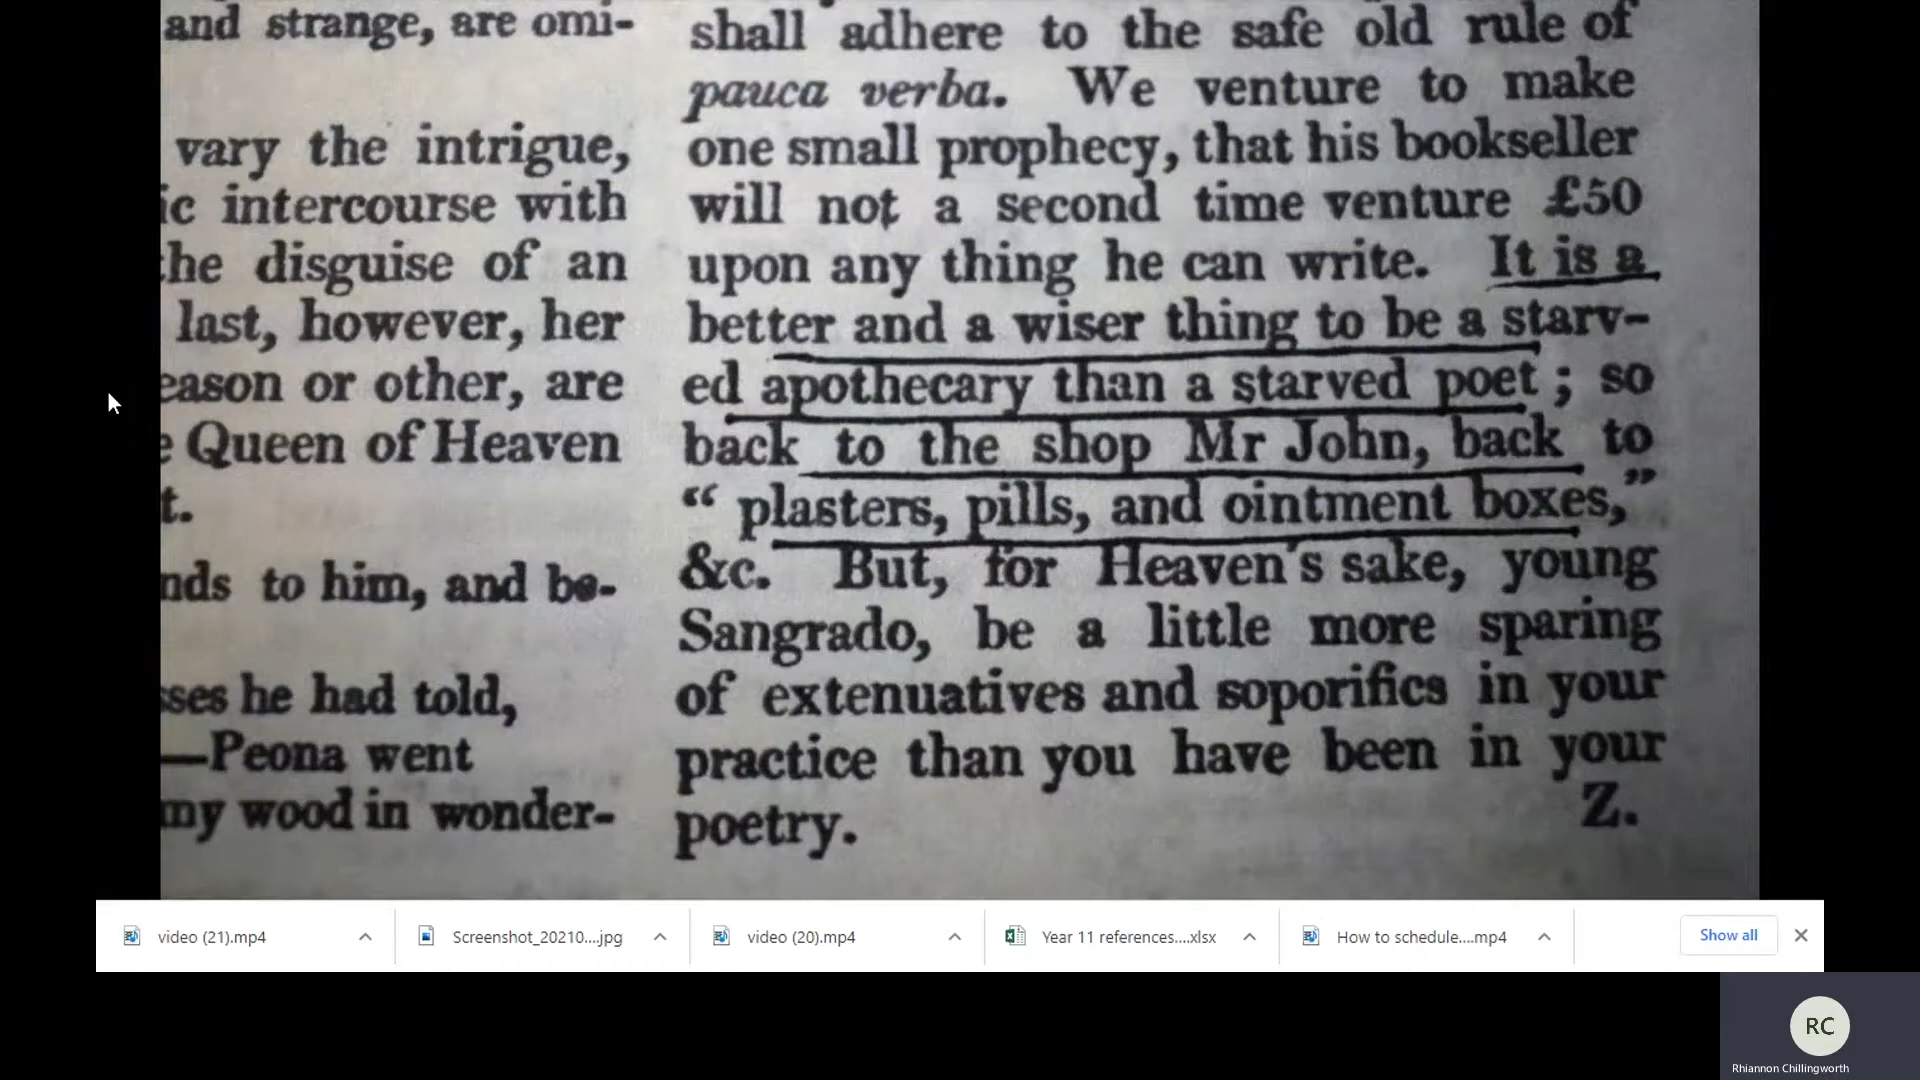 and strange, are omi-
vary the intrigue,
ic intercourse with
the disguise of an
last, however, her
eason or other, are
e Queen of Heaven
t.
nds to him, and be-
sses he had told,
—Peona went
my wood in wonder-
shall adhere to the safe old rule of
pauca verba. We venture to make
one small prophecy, that his bookseller
will not a second time venture £50
upon any thing he can write. It is a
better and a wiser thing to be a starv-
ed apothecary than a starved poet; so
back to the shop Mr John, back to
“plasters, pills, and ointment boxes,”
&c. But, for Heaven's sake, young
Sangrado, be a little more sparing
of extenuatives and soporifics in your
practice than you have been in your
poetry.
Z.
video (21).mp4
Screenshot_20210....jpg
video (20).mp4
Year 11 references....xlsx
How to schedule....mp4
Show all
RC
Rhiannon Chillingworth